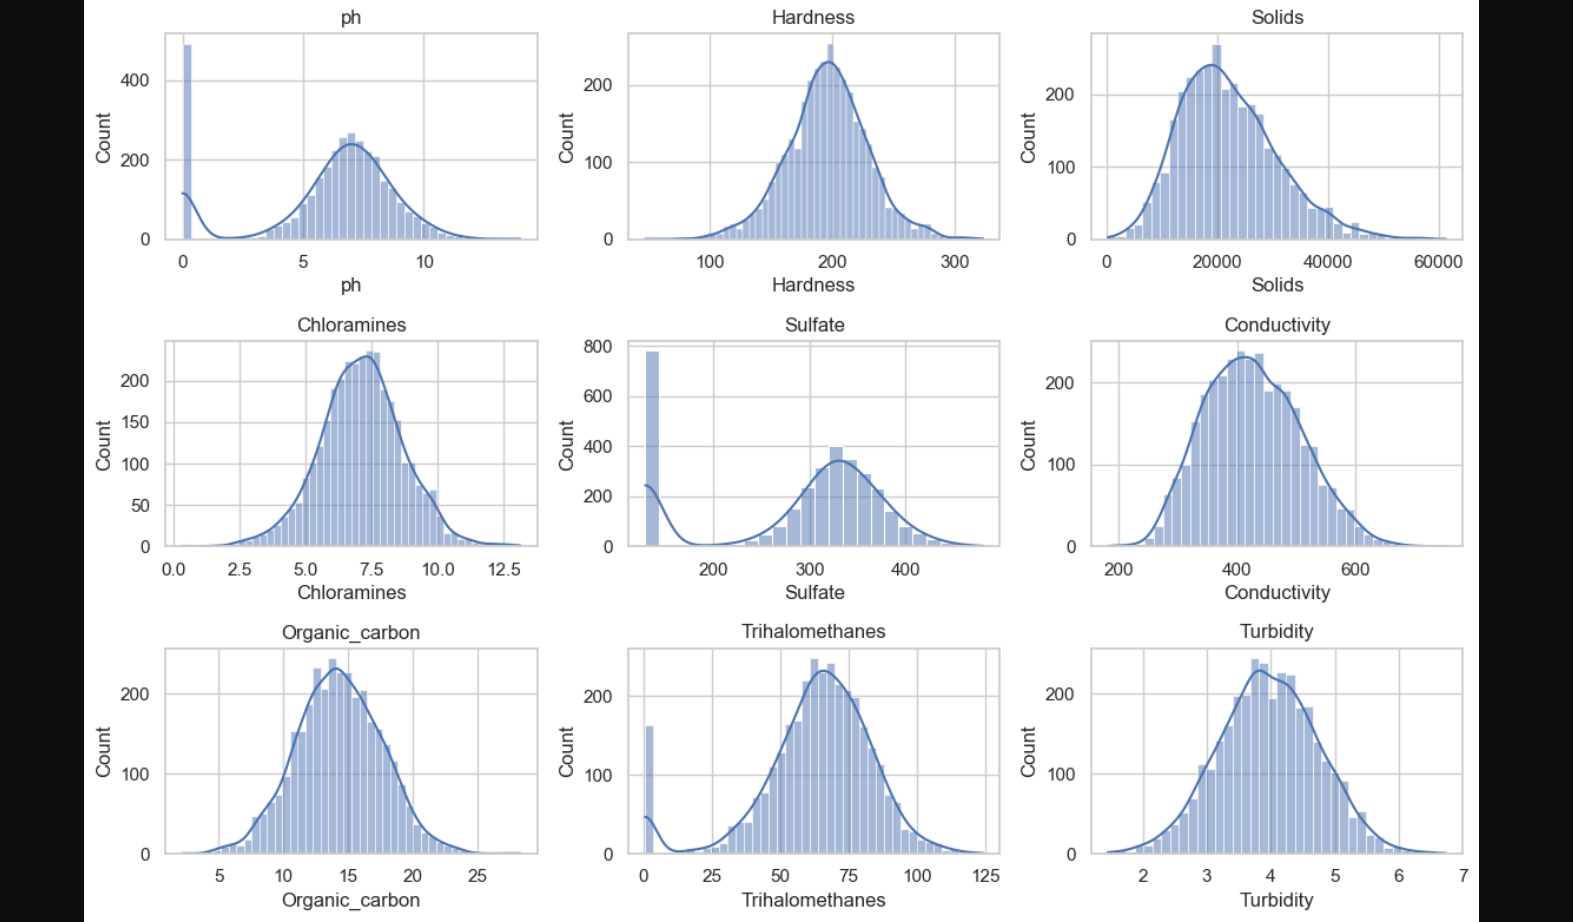 ph
Hardness
Solids
Count
400
200
0
0
5
10
ph
Count
200
100
0
100
200
300
Hardness
Count
200
100
0
0
20000
40000
60000
Solids
Chloramines
Sulfate
Conductivity
Count
200
150
100
50
0
0.0
2.5
5.0
7.5
10.0
12.5
Chloramines
Count
800
600
400
200
0
200
300
400
Sulfate
Count
200
100
0
200
400
600
Conductivity
Organic_carbon
Trihalomethanes
Turbidity
Count
200
100
0
5
10
15
20
25
Organic_carbon
Count
200
100
0
0
25
50
75
100
125
Trihalomethanes
Count
200
100
0
2
3
4
5
6
7
Turbidity